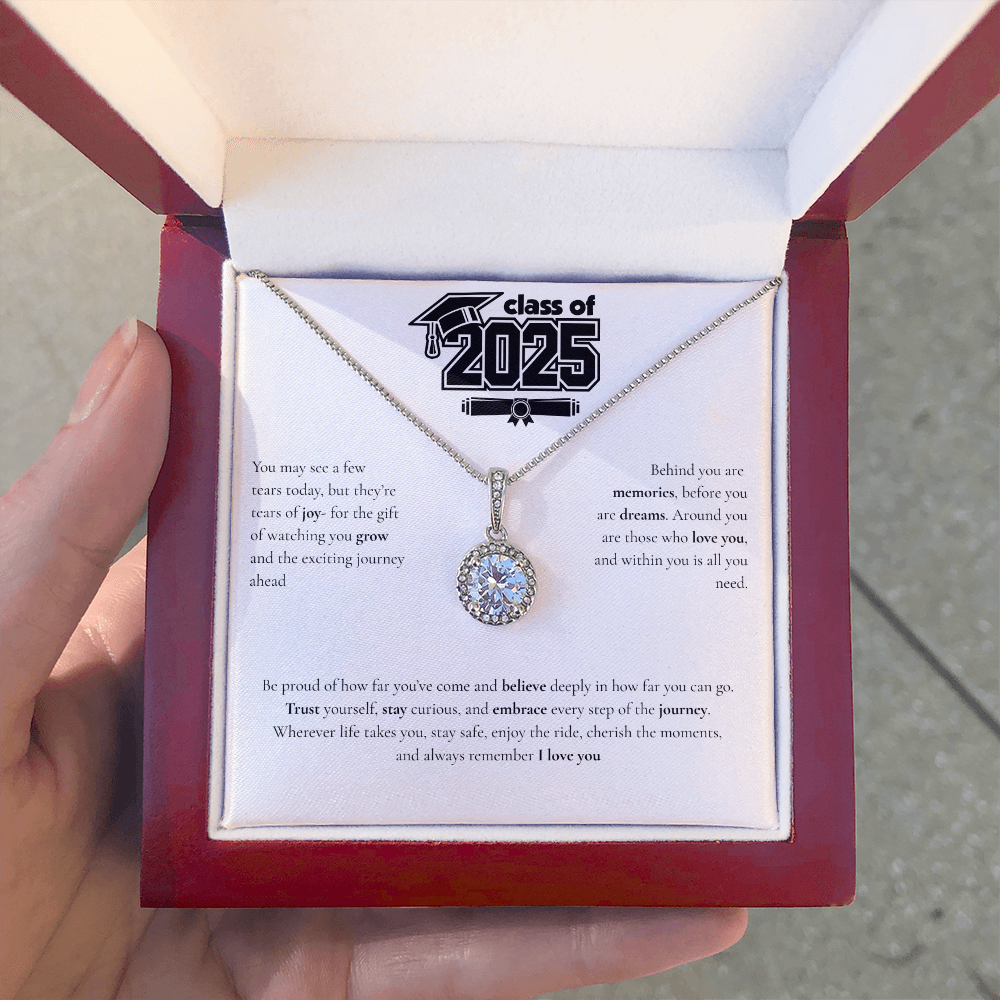 class of
2025
You may see a few
tears today, but they're
tears of joy- for the gift
of watching you grow
and the exciting journey
ahead
Behind you are
memories, before you
are dreams. Around you
are those who love you,
and within you is all you
need.
Be proud of how far you've come and believe deeply in how far you can go.
Trust yourself, stay curious, and embrace every step of the journey.
Wherever life takes you, stay safe, enjoy the ride, cherish the moments,
and always remember I love you